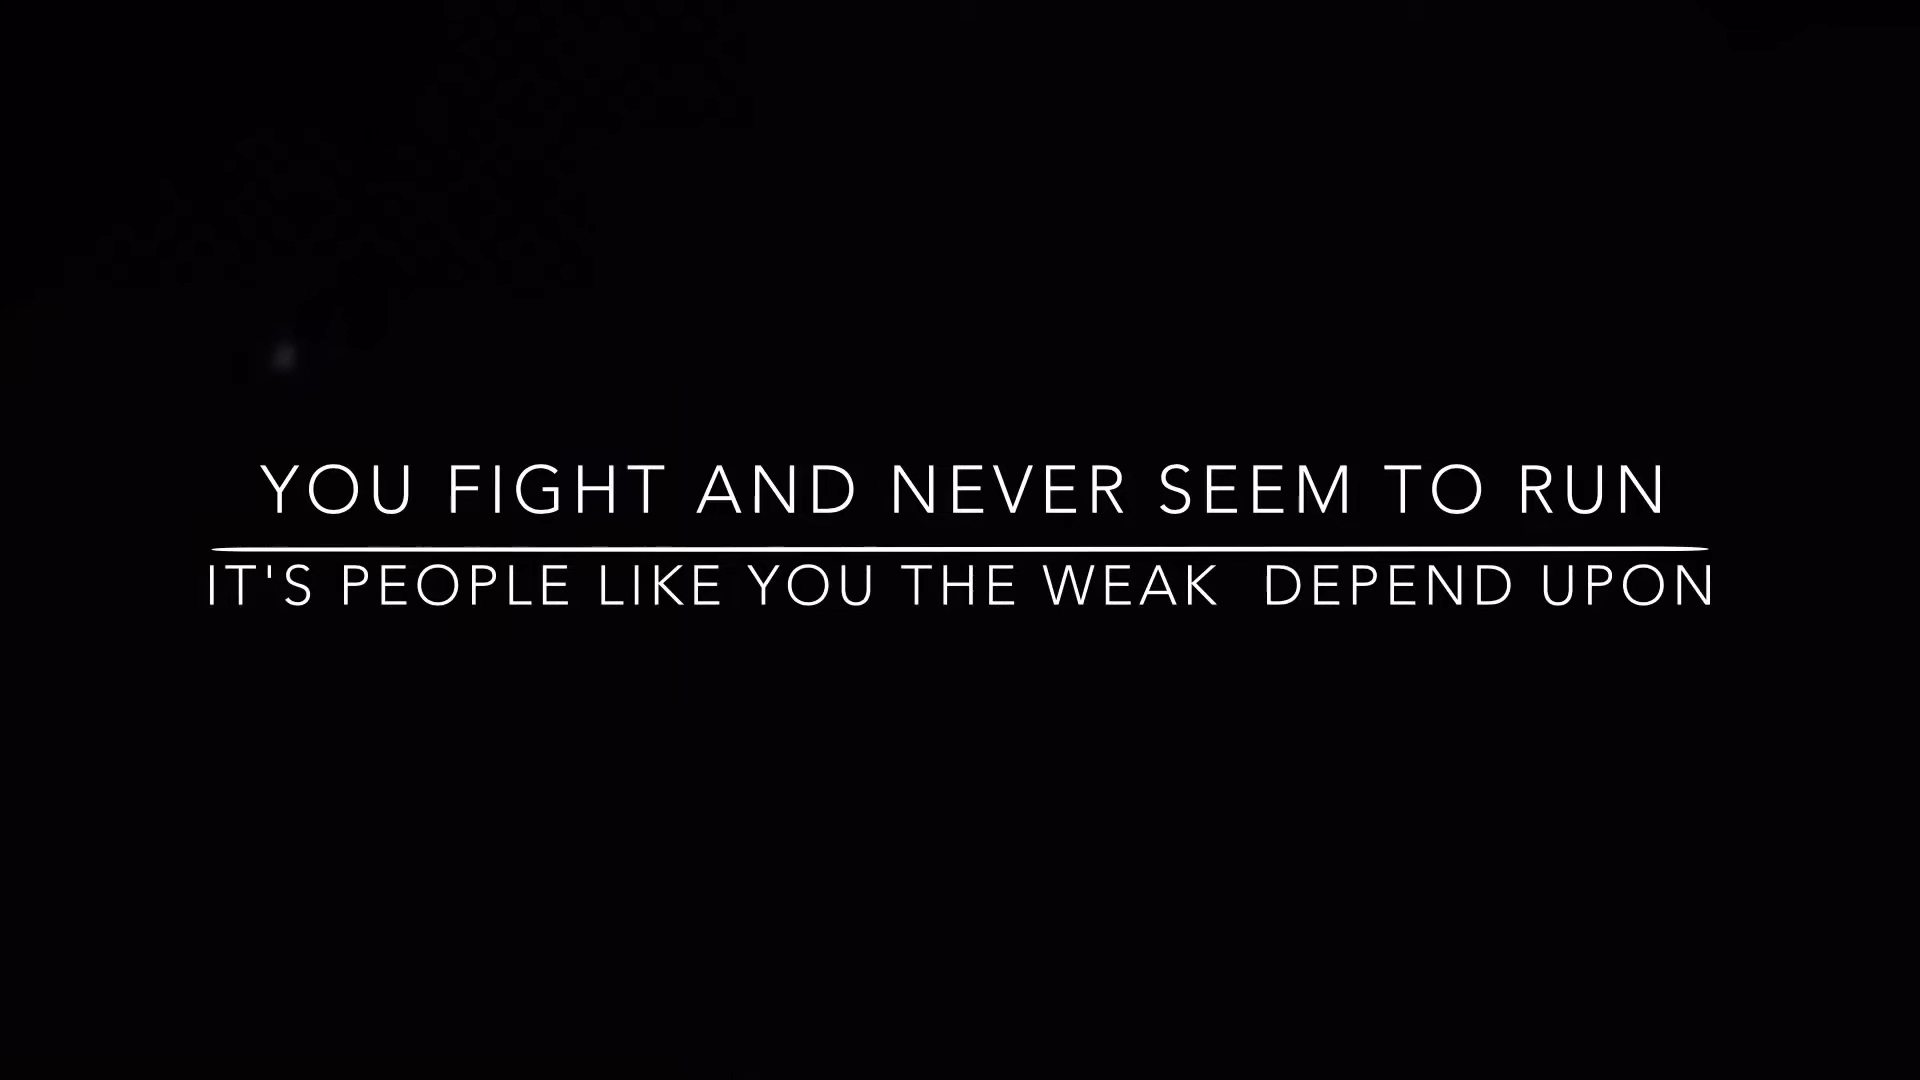 YOU FIGHT AND NEVER SEEM TO RUN
IT'S PEOPLE LIKE YOU THE WEAK  DEPEND UPON